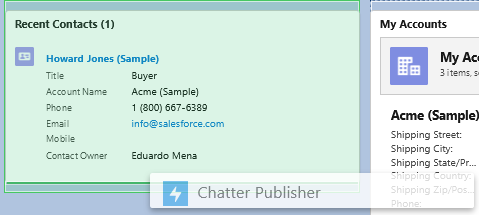 Recent Contacts (1)
Howard Jones (Sample)
Title Buyer
Account Name Acme (Sample)
Phone 1 (800) 667-6389
Email info@salesforce.com
Mobile
Contact Owner Eduardo Mena
Chatter Publisher
My Accounts
My Acc
3 items, s
Acme (Sample)
Shipping Street:
Shipping City:
Shipping State/Pr...
Shipping Country:
Shipping Zip/Pos...
Phone: